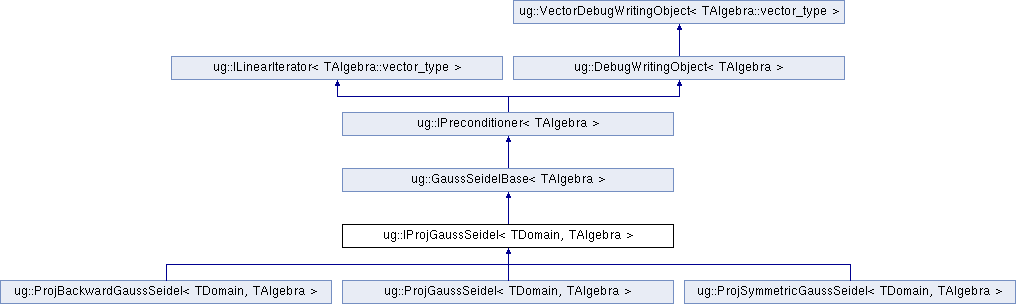 ug::VectorDebugWritingObject< TAlgebra::vector_type >
ug::ILinearIterator< TAlgebra::vector_type >
ug::DebugWritingObject< TAlgebra >
ug::IPreconditioner< TAlgebra >
ug::GaussSeidelBase< TAlgebra >
ug::IProjGaussSeidel< TDomain, TAlgebra >
ug::ProjBackwardGaussSeidel< TDomain, TAlgebra >
ug::ProjGaussSeidel< TDomain, TAlgebra >
ug::ProjSymmetricGaussSeidel< TDomain, TAlgebra >